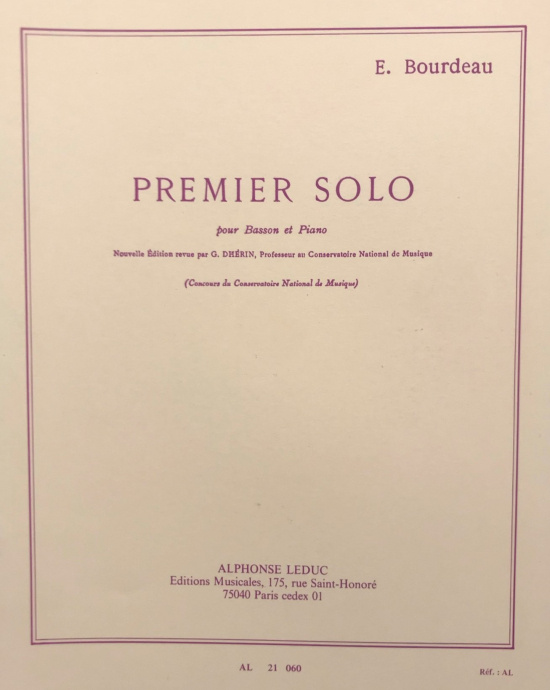 E. Bourdeau
PREMIER SOLO
pour Basson et Piano
Nouvelle Édition revue par G. DHÉRIN, Professeur au Conservatoire National de Musique
(Concours du Conservatoire National de Musique)
ALPHONSE LEDUC
Editions Musicales, 175, rue Saint-Honoré
75040 Paris cedex 01
AL 21 060
Réf. : AL